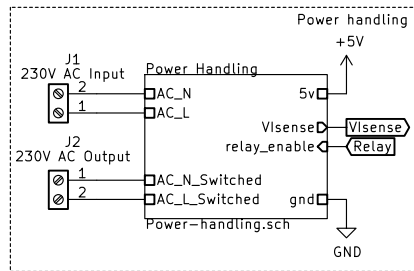 Power handling
+5V
J1
230V AC Input
2
1
J2
230V AC Output
1
2
Power Handling
AC_N
AC_L
AC_N_Switched
AC_L_Switched
5v
VIsense
relay_enable
gnd
Power-handling.sch
VIsense
Relay
GND